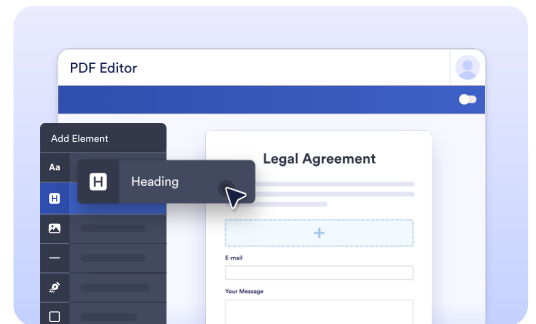 PDF Editor
Add Element
Aa
H
Heading
H
Legal Agreement
E-mail
Your Message